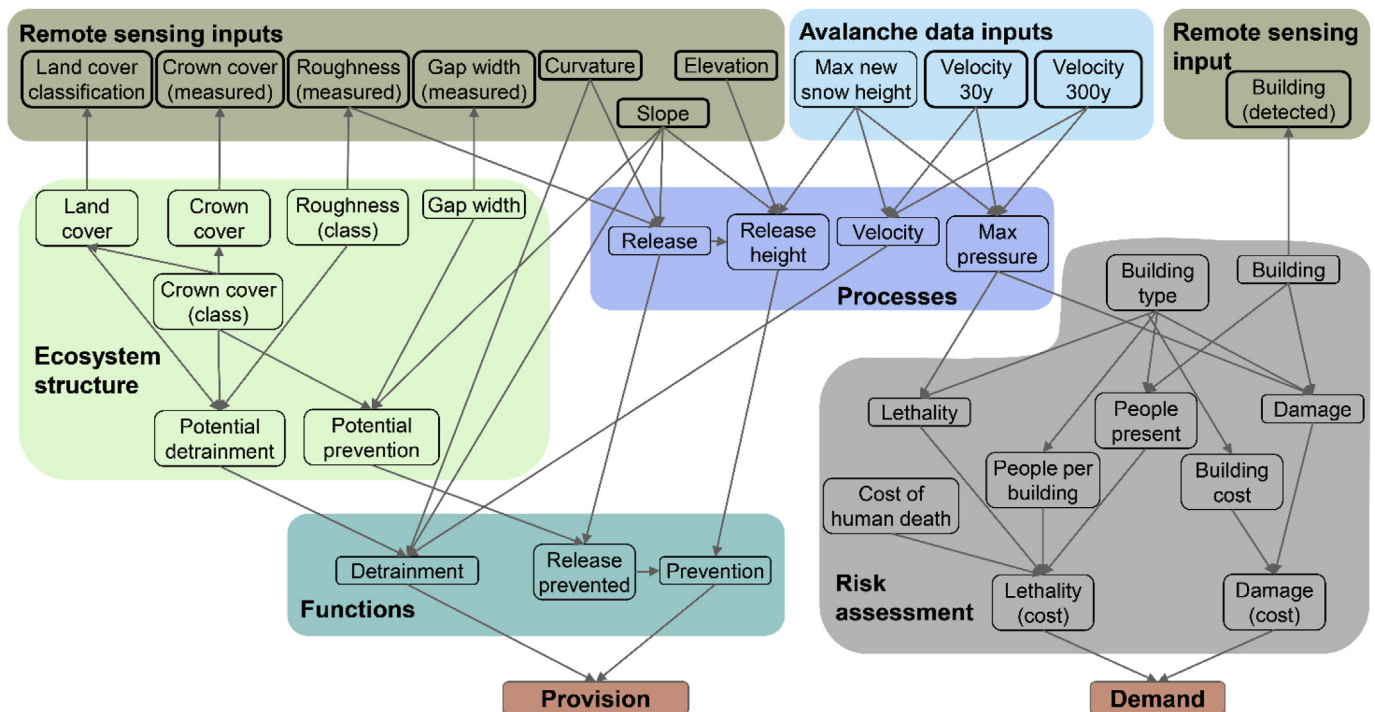 Remote sensing inputs
Land cover
classification
Crown cover
(measured)
Roughness
(measured)
Gap width
(measured)
Curvature
Elevation
Slope
Avalanche data inputs
Max new
snow height
Velocity
30y
Velocity
300y
Remote sensing
input
Building
(detected)
Land
cover
Crown
cover
Roughness
(class)
Gap width
Crown cover
(class)
Ecosystem
structure
Potential
detrainment
Potential
prevention
Release
Release
height
Velocity
Max
pressure
Processes
Building
type
Building
Lethality
People
present
Damage
People per
building
Building
cost
Cost of
human death
Risk
assessment
Lethality
(cost)
Damage
(cost)
Detrainment
Release
prevented
Prevention
Functions
Provision
Demand